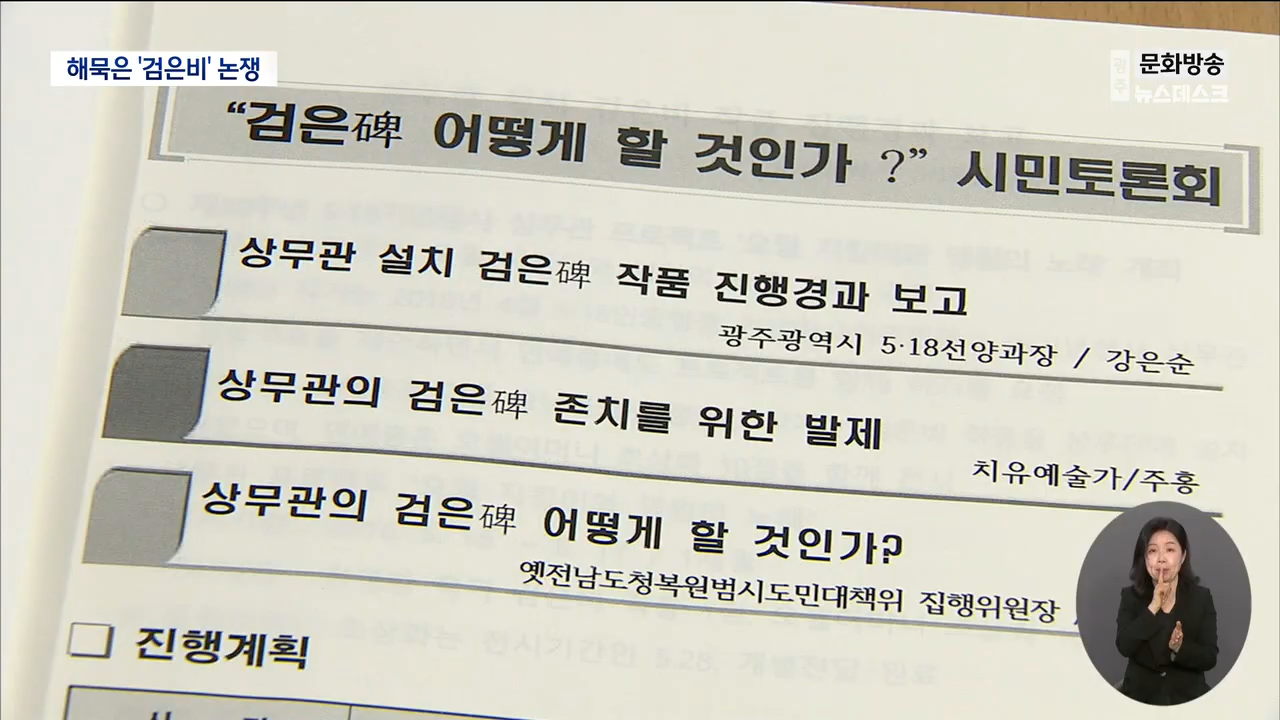 해묵은 '검은비' 논쟁
광주 문화방송
뉴스데스크
“검은碑 어떻게 할 것인가 ?” 시민토론회
상무관 설치 검은碑 작품 진행경과 보고
광주광역시 5·18선양과장 / 강은순
상무관의 검은碑 존치를 위한 발제
치유예술가/주홍
상무관의 검은碑 어떻게 할 것인가?
옛전남도청복원범시도민대책위 집행위원장
진행계획